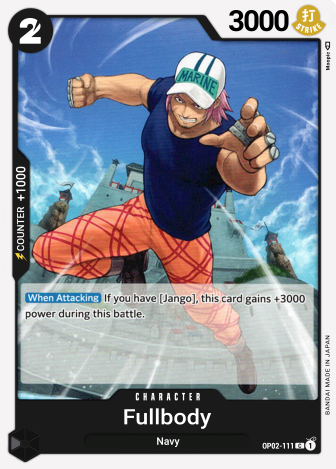 2
3000
打
STRIKE
Moopic
MARINE
COUNTER +1000
When Attacking If you have [Jango], this card gains +3000
power during this battle.
CHARACTER
Fullbody
Navy
OP02-111 C 1
BANDAI MADE IN JAPAN